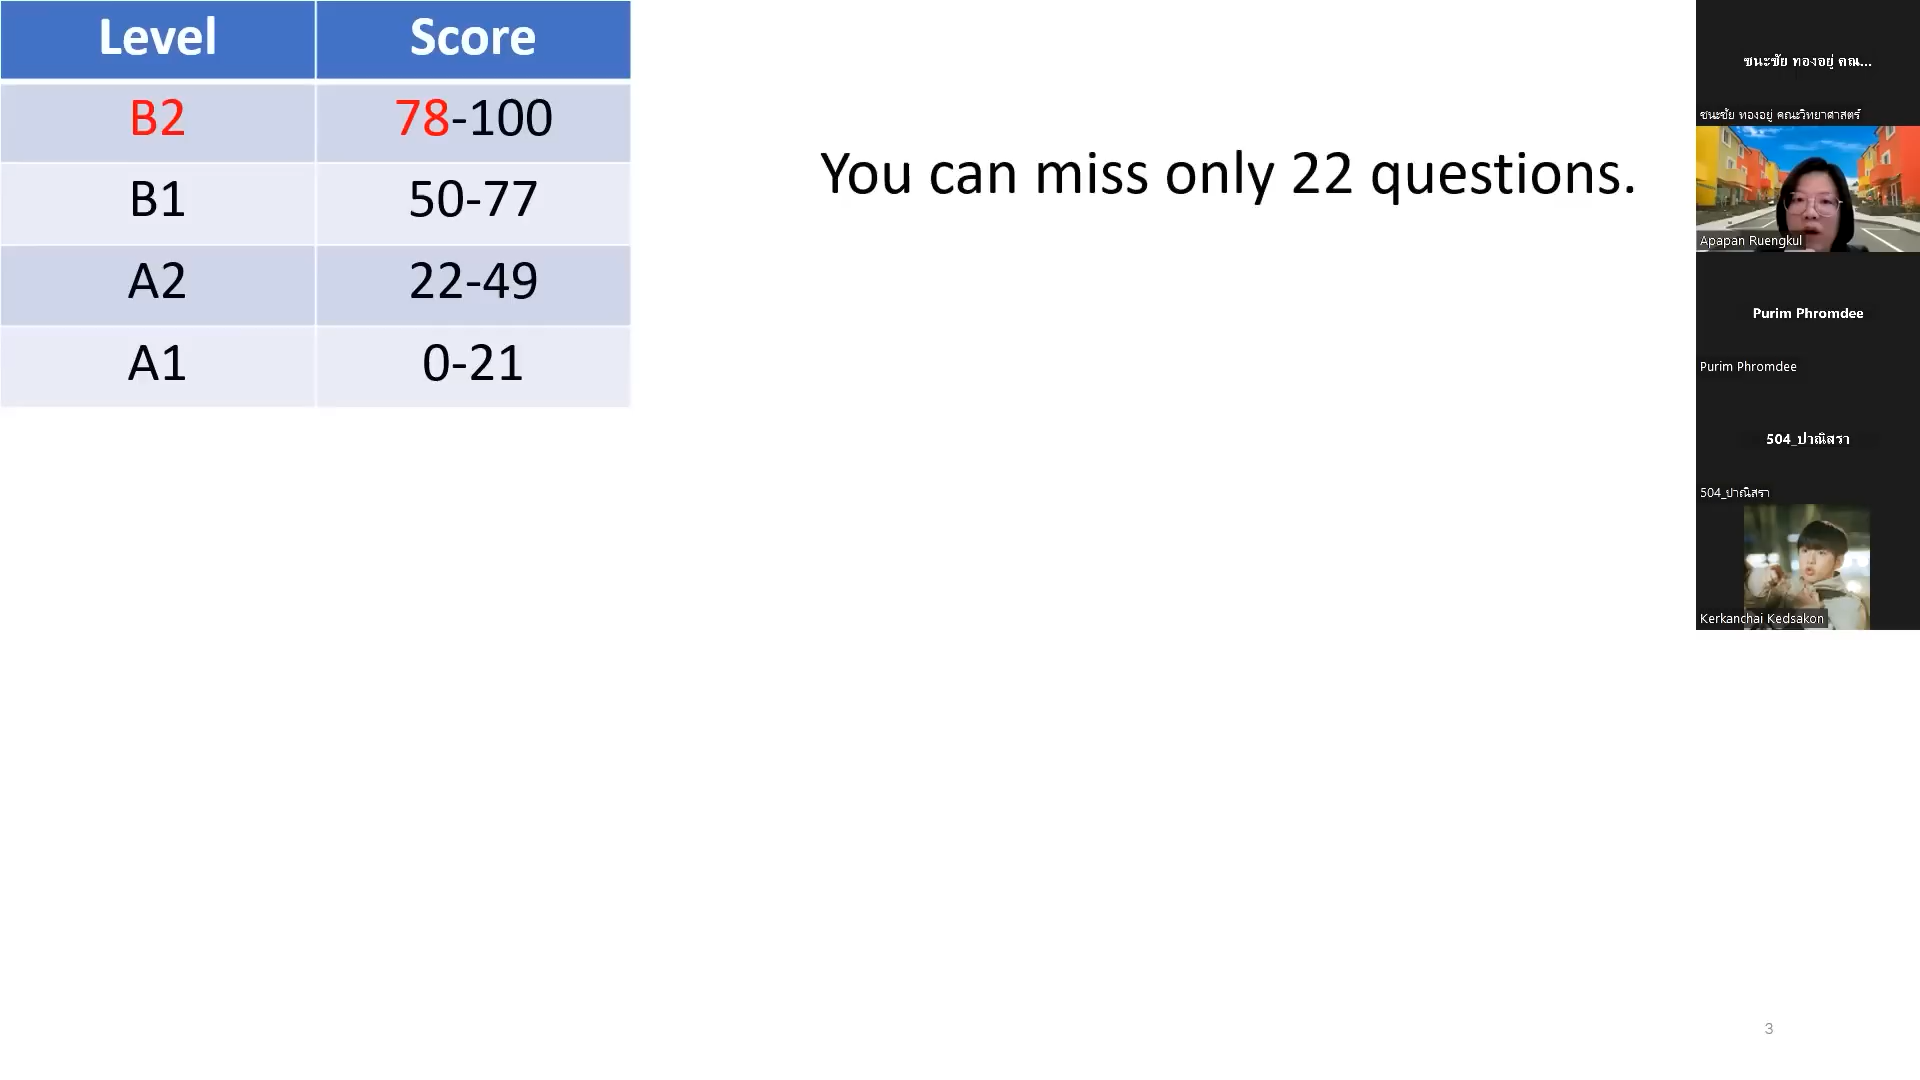 Level Score
B2 78-100
B1 50-77
A2 22-49
A1 0-21
You can miss only 22 questions.
ชนะชัย ทองอยู่ คณ...
ชนะชัย ทองอยู่ คณะวิทยาศาสตร์
Apapan Ruengkul
Purim Phromdee
Purim Phromdee
504_ปาณิสรา
504_ปาณิสรา
Kerkanchai Kedsakon
3